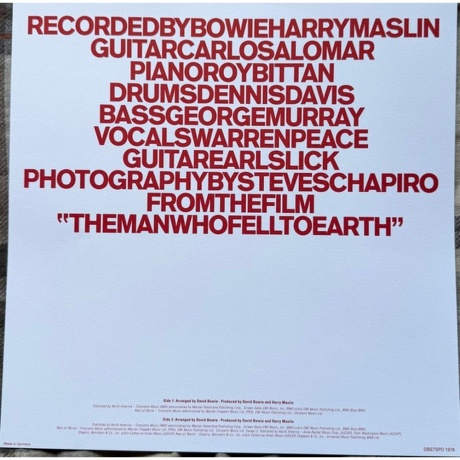 RECORDEDBYBOWIEHARRYMASLIN
GUITARCARLOSALOMAR
PIANOROYBITTAN
DRUMSDENNISDAVIS
BASSGEORGEMURRAY
VOCALSWARRENPEACE
GUITAREARLSLICK
PHOTOGRAPHYBYSTEVESCHAPIRO
FROMTHEFILM
“THEMANWHOFELLTOEARTH”
Side 1: Arranged by David Bowie · Produced by David Bowie and Harry Maslin
Side 2: Arranged by David Bowie · Produced by David Bowie and Harry Maslin
Made in Germany